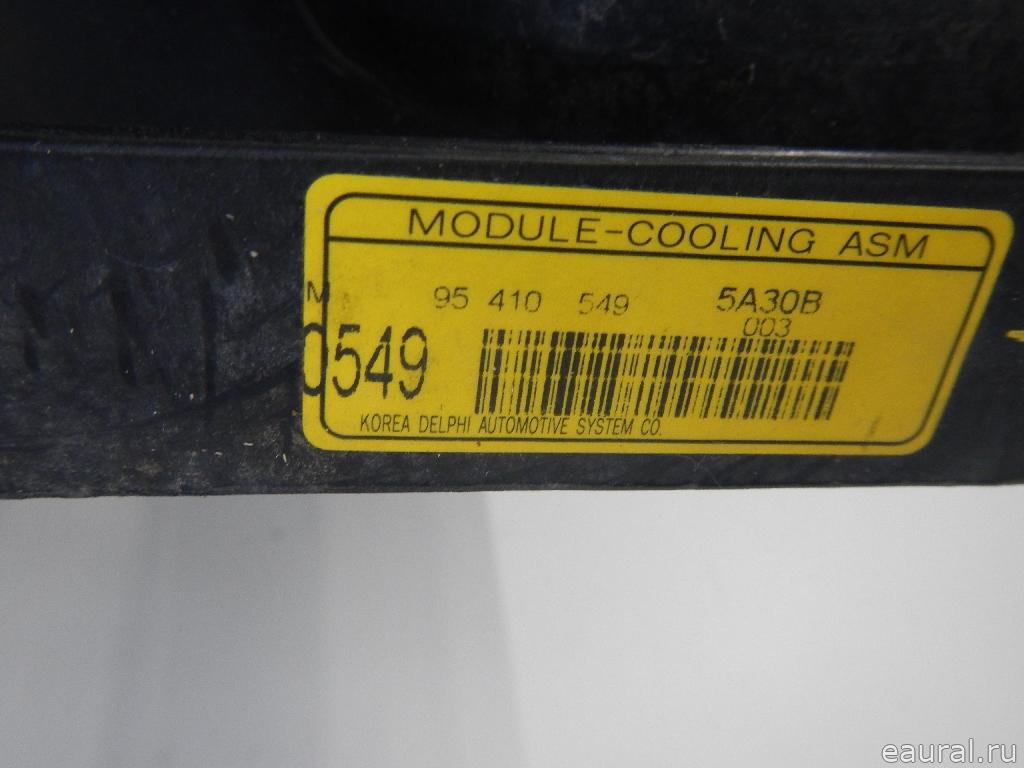 MODULE-COOLING ASM
M 95 410 549 5A30B
003
0549
KOREA DELPHI AUTOMOTIVE SYSTEM CO.
eaural.ru